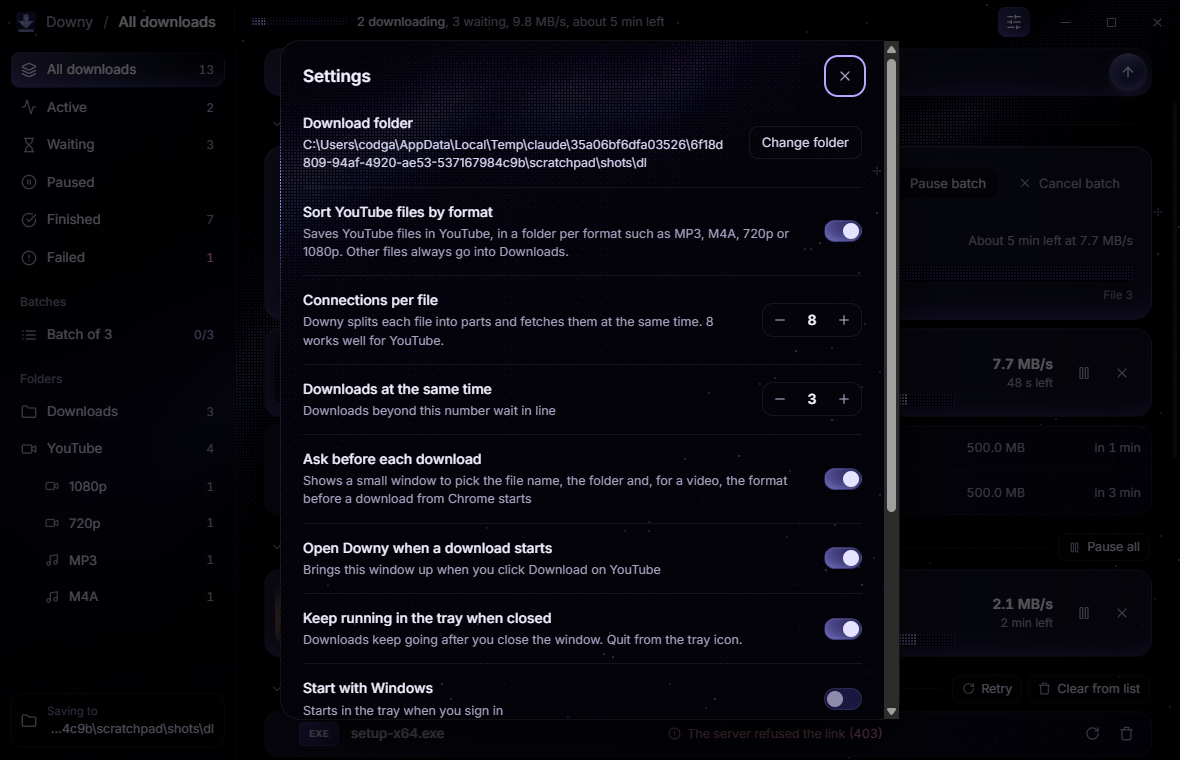 Downy / All downloads
2 downloading, 3 waiting, 9.8 MB/s, about 5 min left
All downloads 13
Active 2
Waiting 3
Paused
Finished 7
Failed 1
Batches
Batch of 3 0/3
Folders
Downloads 3
YouTube 4
1080p 1
720p 1
MP3 1
M4A 1
Saving to
...4c9b\scratchpad\shots\dl
Settings
Download folder
C:\Users\codga\AppData\Local\Temp\claude\35a06bf6dfa03526\6f18d
809-94af-4920-ae53-537167984c9b\scratchpad\shots\dl
Change folder
Sort YouTube files by format
Saves YouTube files in YouTube, in a folder per format such as MP3, M4A, 720p or
1080p. Other files always go into Downloads.
Connections per file
Downy splits each file into parts and fetches them at the same time. 8
works well for YouTube.
8
Downloads at the same time
Downloads beyond this number wait in line
3
Ask before each download
Shows a small window to pick the file name, the folder and, for a video, the format
before a download from Chrome starts
Open Downy when a download starts
Brings this window up when you click Download on YouTube
Keep running in the tray when closed
Downloads keep going after you close the window. Quit from the tray icon.
Start with Windows
Starts in the tray when you sign in
Pause batch
Cancel batch
About 5 min left at 7.7 MB/s
File 3
7.7 MB/s
48 s left
500.0 MB in 1 min
500.0 MB in 3 min
Pause all
2.1 MB/s
2 min left
Retry
Clear from list
EXE setup-x64.exe The server refused the link (403)